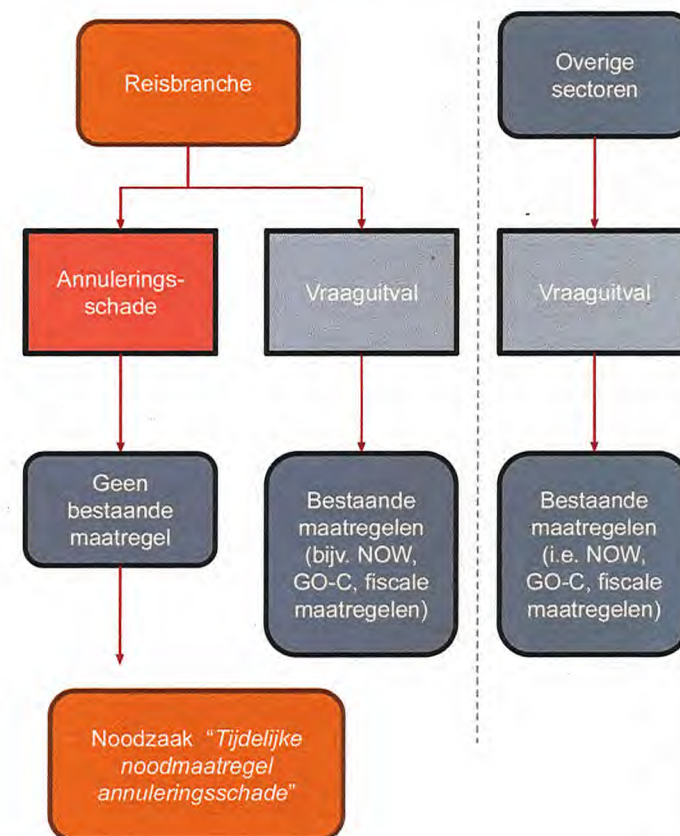 Reisbranche
Annulerings-
schade
Vraaguitval
Geen
bestaande
maatregel
Bestaande
maatregelen
(bijv. NOW,
GO-C, fiscale
maatregelen)
Noodzaak "Tijdelijke
noodmaatregel
annuleringsschade"
Overige
sectoren
Vraaguitval
Bestaande
maatregelen
(i.e. NOW,
GO-C, fiscale
maatregelen)